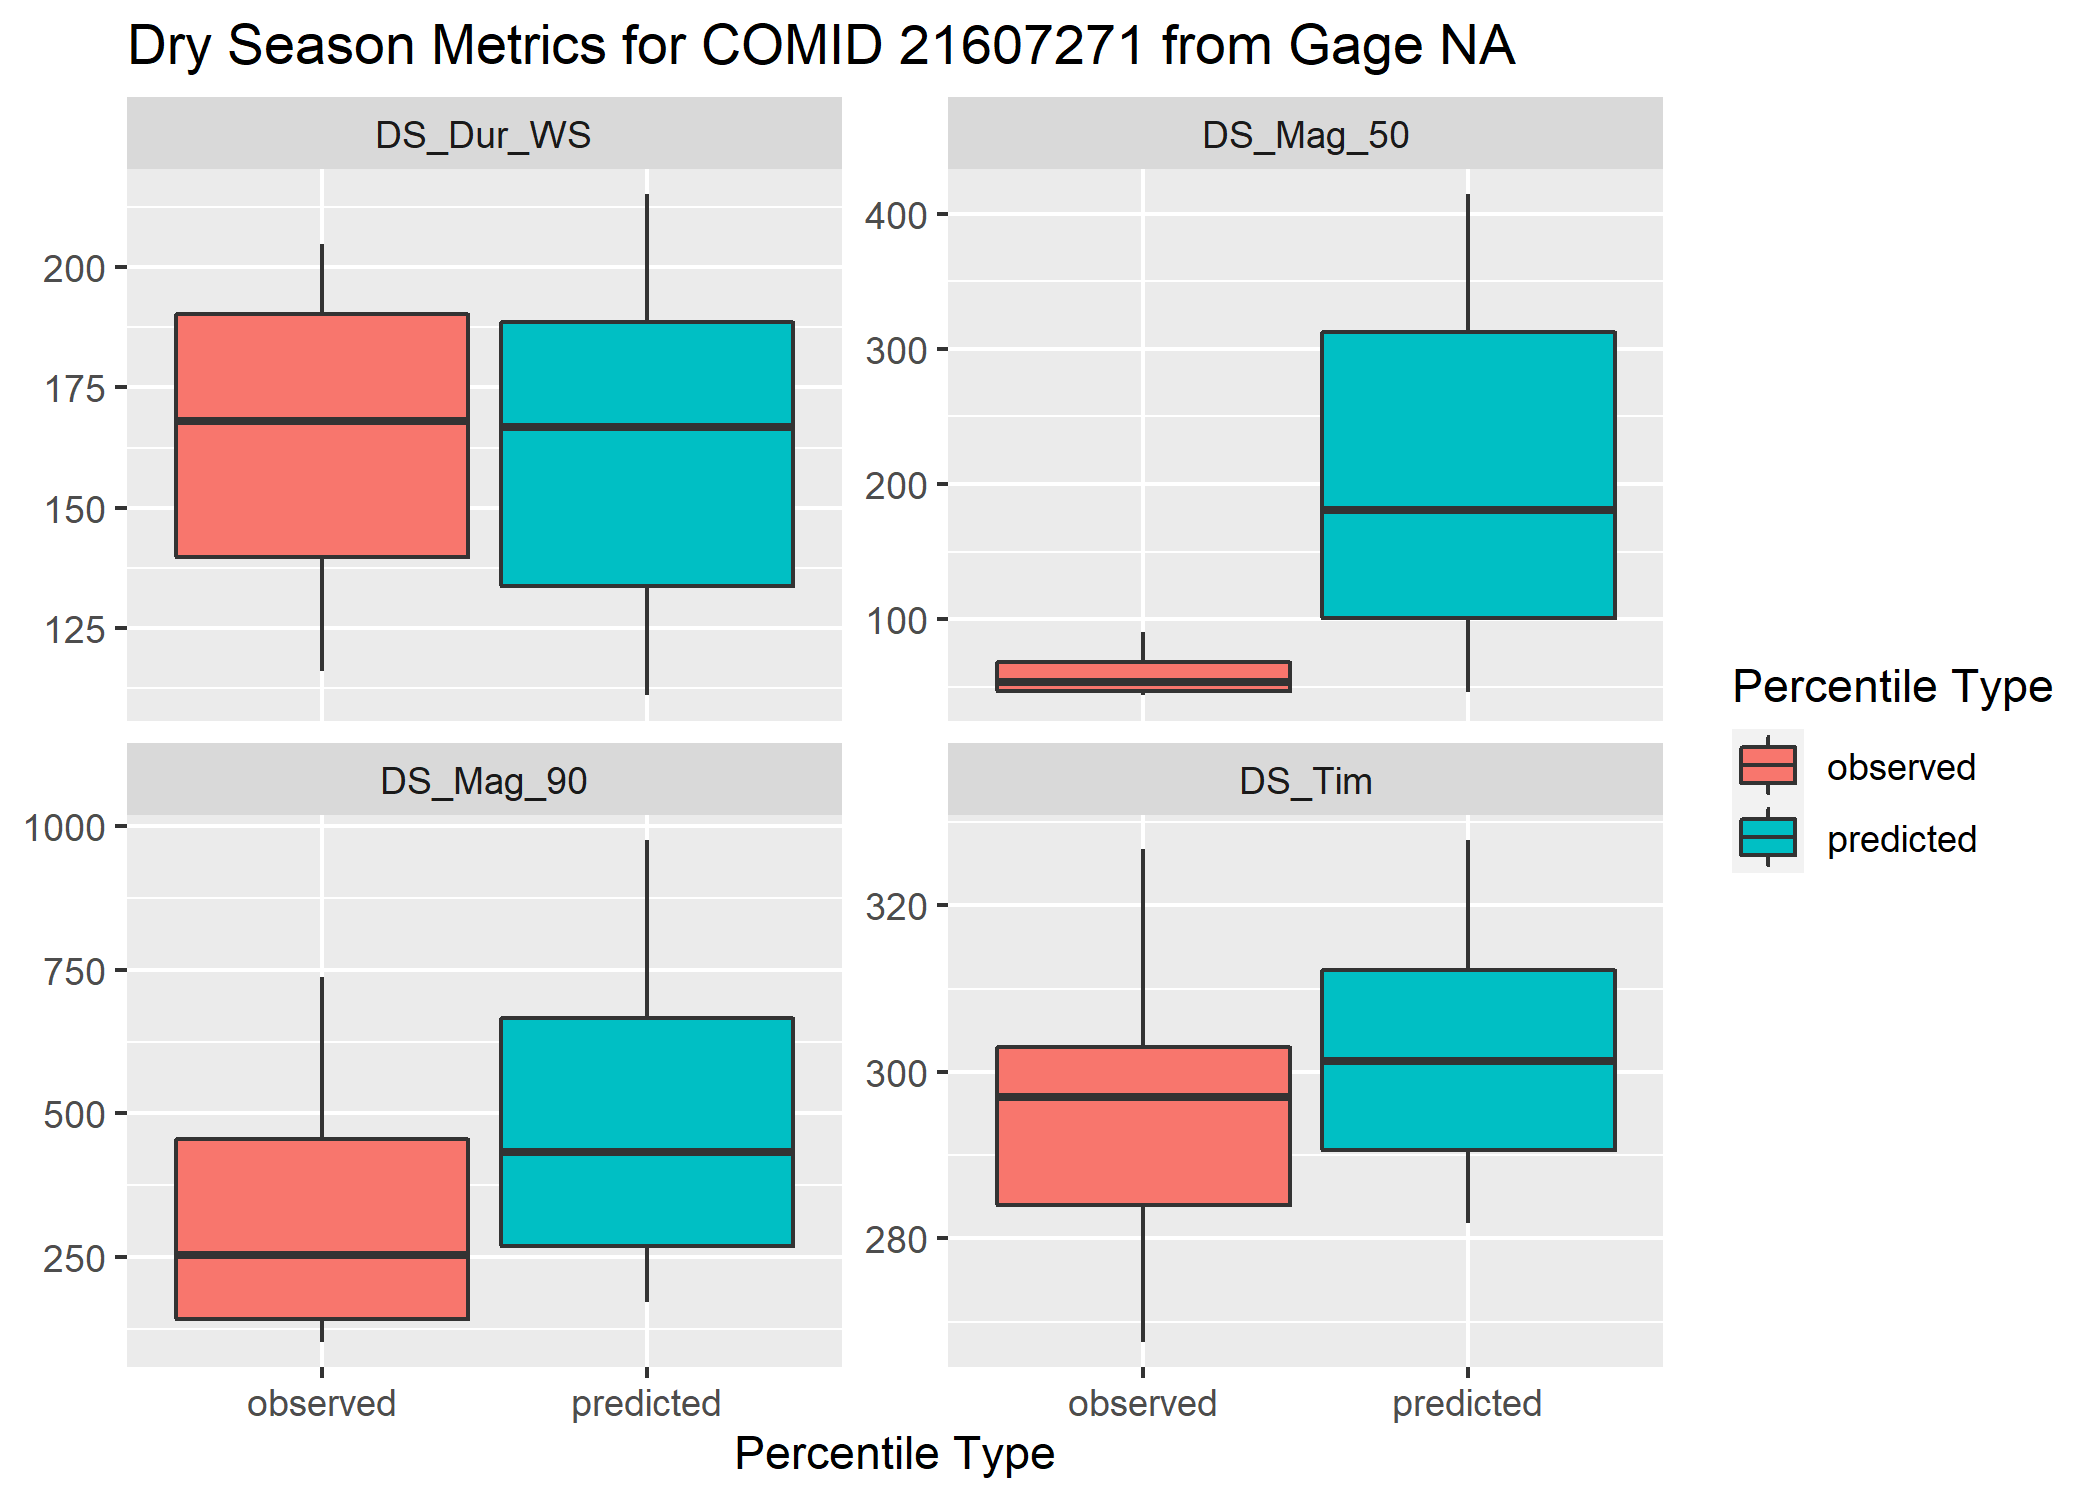 Dry Season Metrics for COMID 21607271 from Gage NA
DS_Dur_WS
DS_Mag_50
200
175
150
125
400
300
200
100
DS_Mag_90
DS_Tim
1000
750
500
250
320
300
280
observed
predicted
observed
predicted
Percentile Type
Percentile Type
observed
predicted